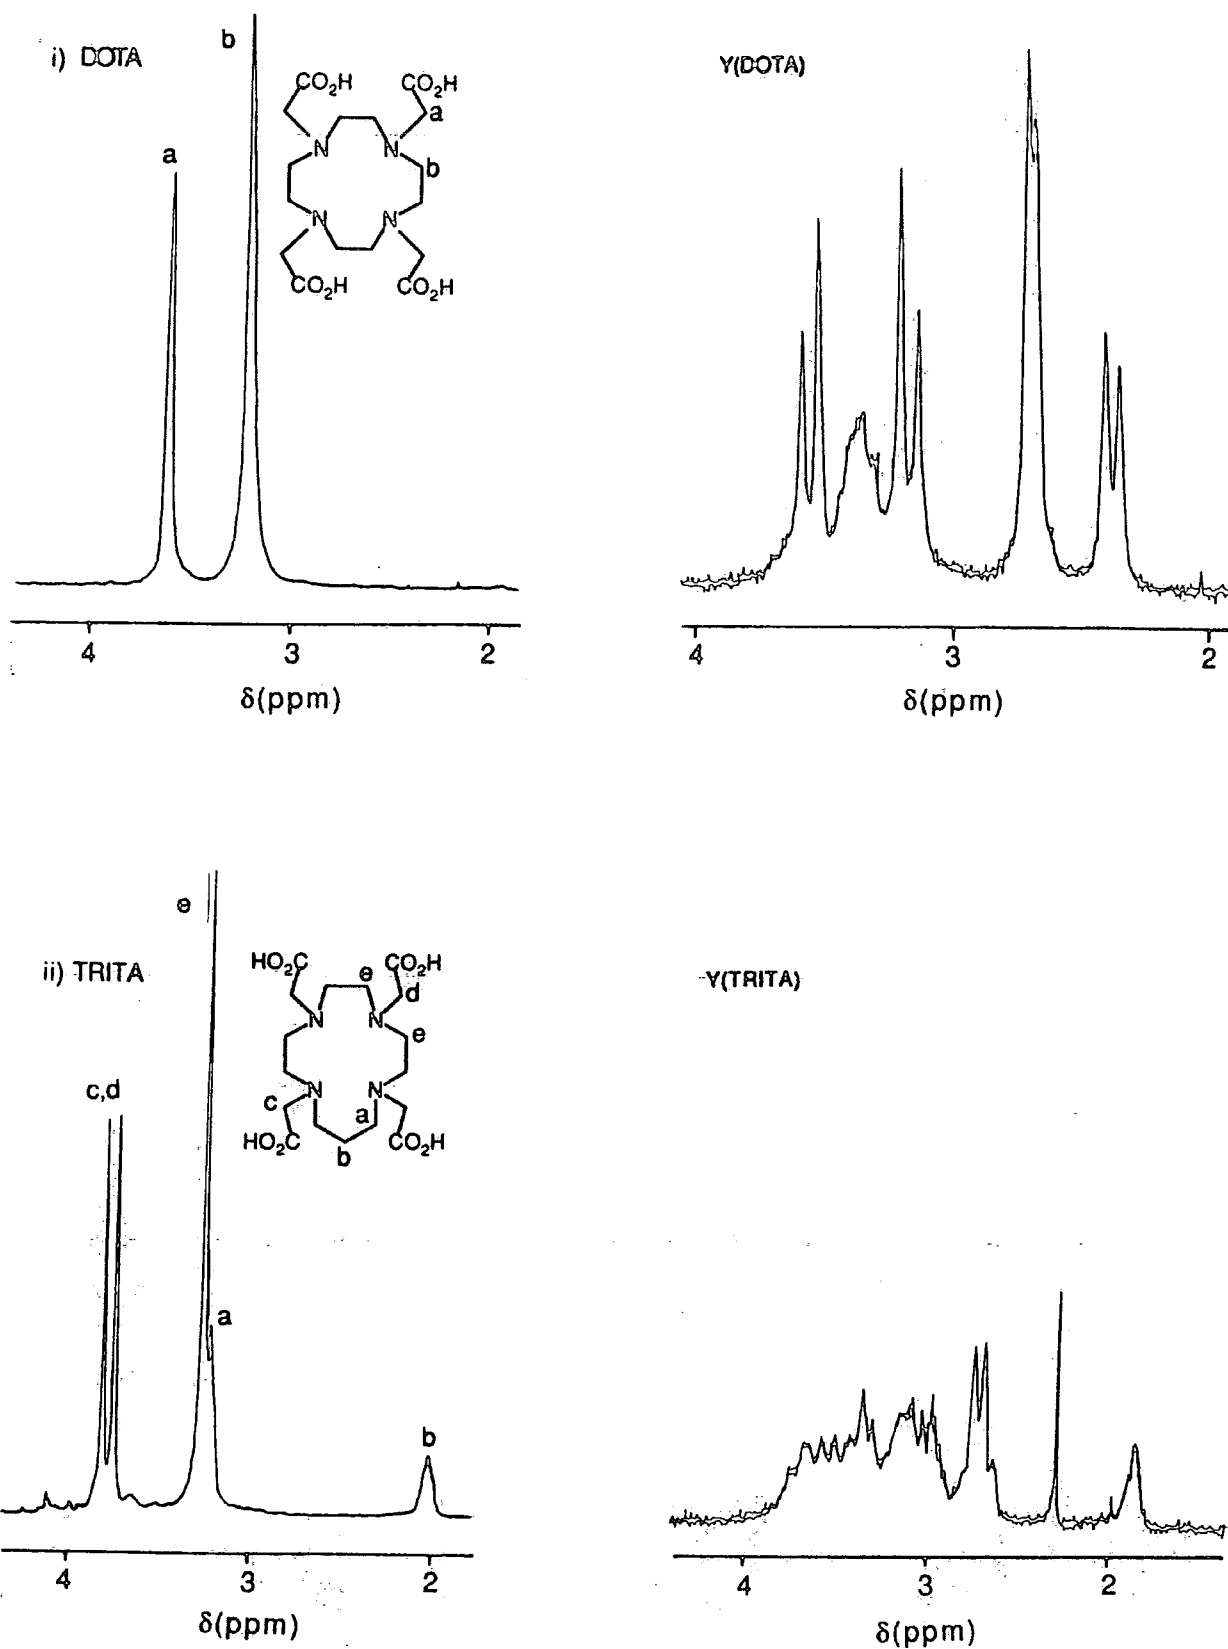 i) DOTA
b
CO₂H CO₂H
a
a
N N
b
N N
CO₂H CO₂H
4 3 2
δ(ppm)
Y(DOTA)
4 3 2
δ(ppm)
e
ii) TRITA
HO₂C e CO₂H
d
N N
e
c,d
N N
c a
HO₂C b CO₂H
a
b
4 3 2
δ(ppm)
Y(TRITA)
4 3 2
δ(ppm)